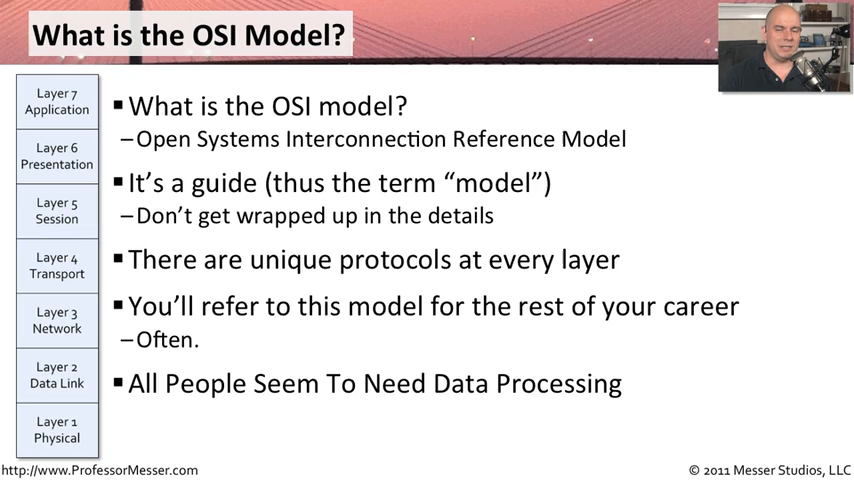 What is the OSI Model?
Layer 7
Application
Layer 6
Presentation
Layer 5
Session
Layer 4
Transport
Layer 3
Network
Layer 2
Data Link
Layer 1
Physical
▪What is the OSI model?
–Open Systems Interconnection Reference Model
▪It's a guide (thus the term “model”)
–Don't get wrapped up in the details
▪There are unique protocols at every layer
▪You'll refer to this model for the rest of your career
–Often.
▪All People Seem To Need Data Processing
http://www.ProfessorMesser.com
© 2011 Messer Studios, LLC